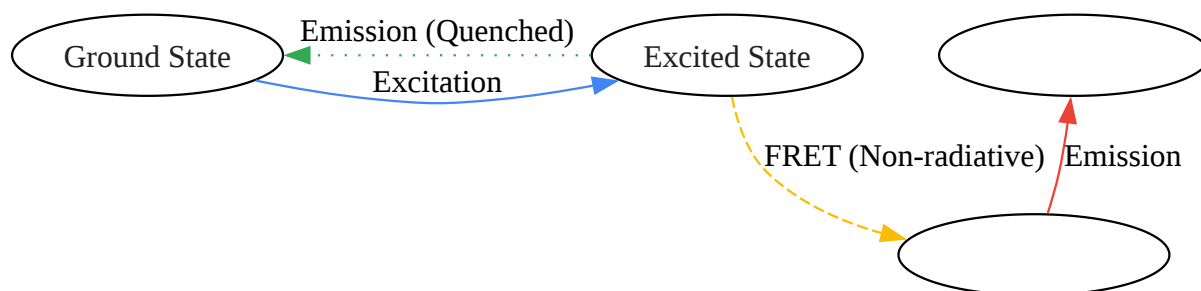 Emission (Quenched)
Ground State
Excited State
Excitation
FRET (Non-radiative)
Emission